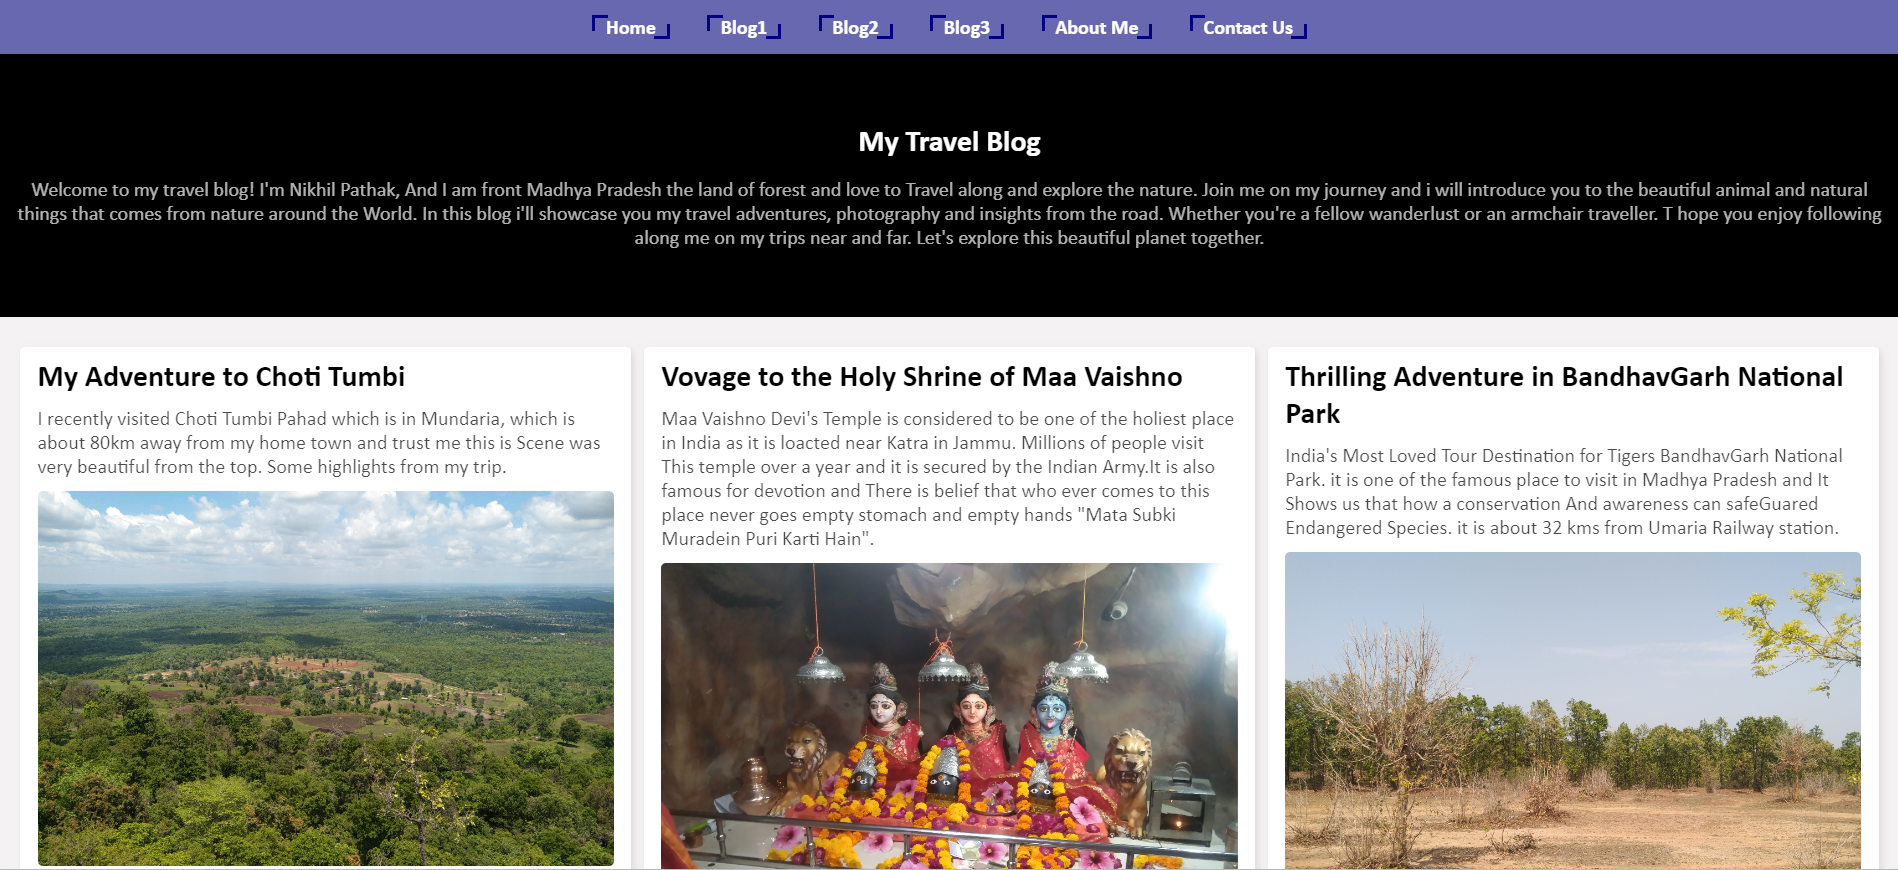 Home Blog1 Blog2 Blog3 About Me Contact Us
My Travel Blog
Welcome to my travel blog! I'm Nikhil Pathak, And I am front Madhya Pradesh the land of forest and love to Travel along and explore the nature. Join me on my journey and i will introduce you to the beautiful animal and natural
things that comes from nature around the World. In this blog i'll showcase you my travel adventures, photography and insights from the road. Whether you're a fellow wanderlust or an armchair traveller. T hope you enjoy following
along me on my trips near and far. Let's explore this beautiful planet together.
My Adventure to Choti Tumbi
I recently visited Choti Tumbi Pahad which is in Mundaria, which is
about 80km away from my home town and trust me this is Scene was
very beautiful from the top. Some highlights from my trip.
Vovage to the Holy Shrine of Maa Vaishno
Maa Vaishno Devi's Temple is considered to be one of the holiest place
in India as it is loacted near Katra in Jammu. Millions of people visit
This temple over a year and it is secured by the Indian Army.It is also
famous for devotion and There is belief that who ever comes to this
place never goes empty stomach and empty hands "Mata Subki
Muradein Puri Karti Hain".
Thrilling Adventure in BandhavGarh National
Park
India's Most Loved Tour Destination for Tigers BandhavGarh National
Park. it is one of the famous place to visit in Madhya Pradesh and It
Shows us that how a conservation And awareness can safeGuared
Endangered Species. it is about 32 kms from Umaria Railway station.